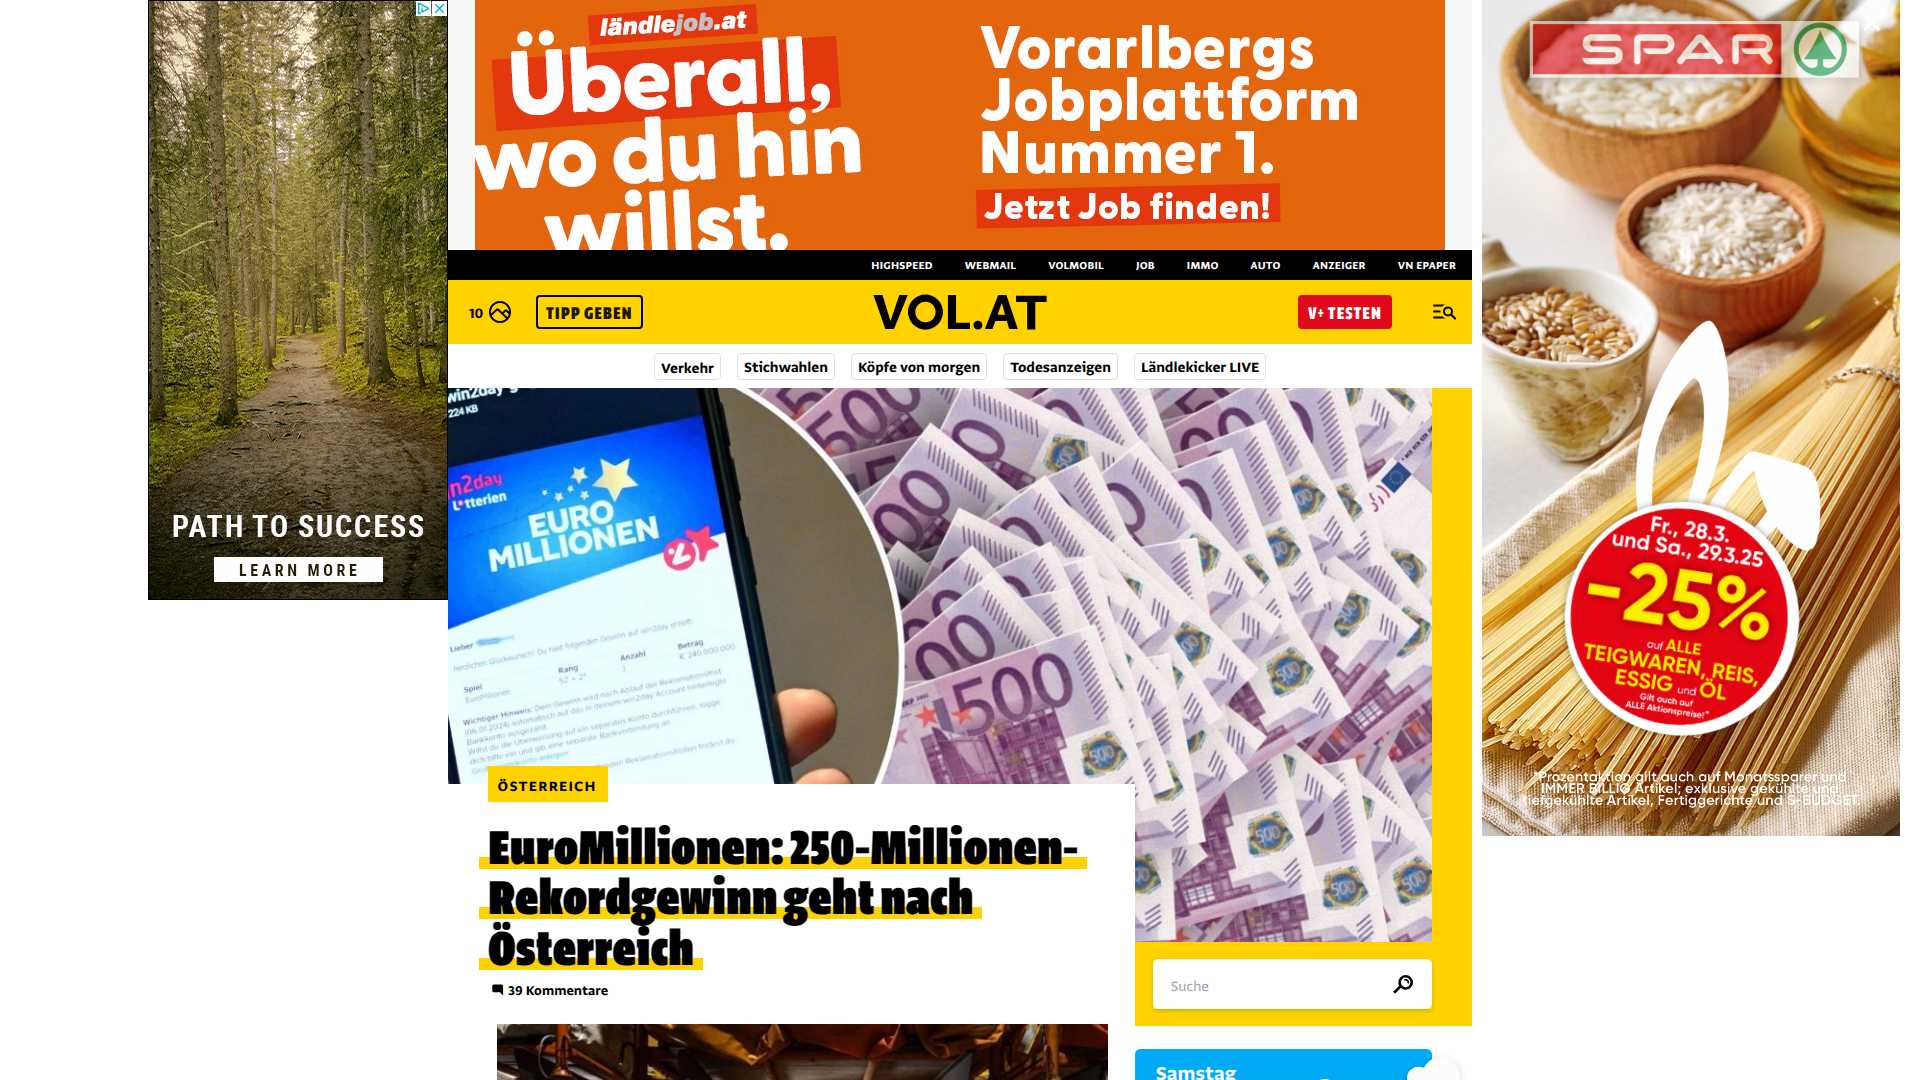 PATH TO SUCCESS
LEARN MORE
ländlejob.at
Überall,
wo du hin
willst.
Vorarlbergs
Jobplattform
Nummer 1.
Jetzt Job finden!
HIGHSPEED WEBMAIL VOLMOBIL JOB IMMO AUTO ANZEIGER VN EPAPER
10 TIPP GEBEN VOL.AT V+ TESTEN
Verkehr Stichwahlen Köpfe von morgen Todesanzeigen Ländlekicker LIVE
224 KB
Lotterien
EURO
MILLIONEN
Lieber
Spiel Rang Anzahl Betrag
EuroMillionen
500
ÖSTERREICH
EuroMillionen: 250-Millionen-
Rekordgewinn geht nach
Österreich
39 Kommentare
Suche
Samstag
SPAR
Fr., 28.3.
und Sa., 29.3.25
-25%
auf ALLE
TEIGWAREN, REIS,
ESSIG und ÖL
Gilt auch auf
ALLE Aktionspreise!*
*Prozentaktion gilt auch auf Monatssparer und
IMMER BILLIG Artikel; exklusive gekühlte und
tiefgekühlte Artikel, Fertiggerichte und S-BUDGET.